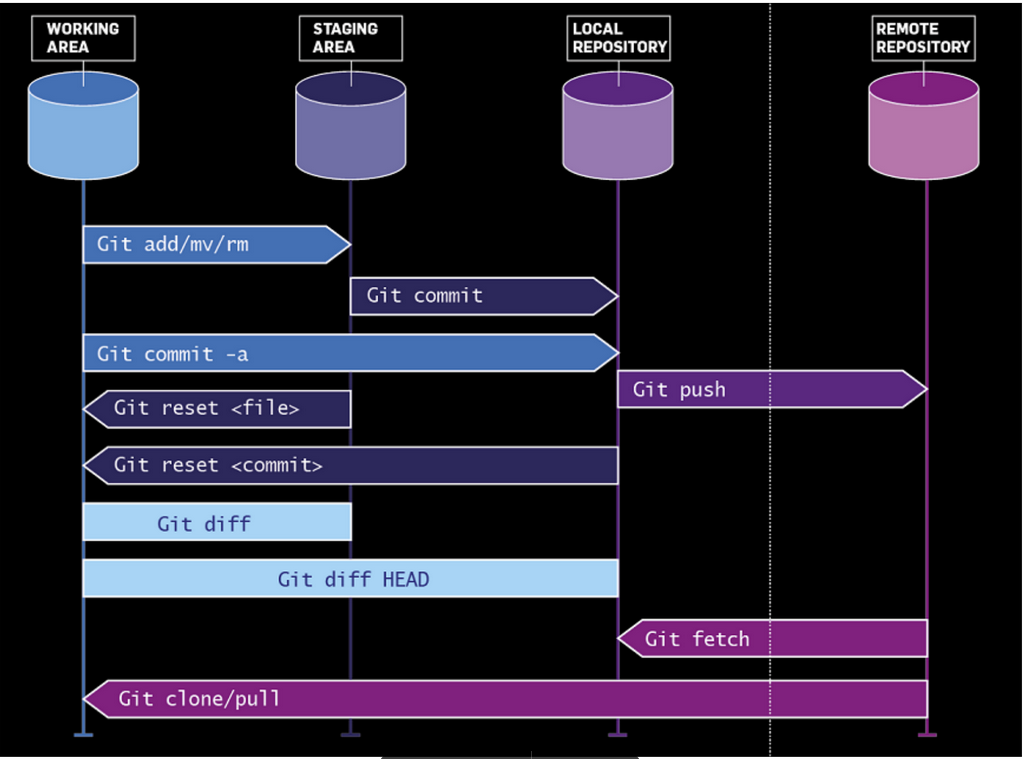 WORKING
AREA
STAGING
AREA
LOCAL
REPOSITORY
REMOTE
REPOSITORY
Git add/mv/rm
Git commit
Git commit -a
Git push
Git reset <file>
Git reset <commit>
Git diff
Git diff HEAD
Git fetch
Git clone/pull